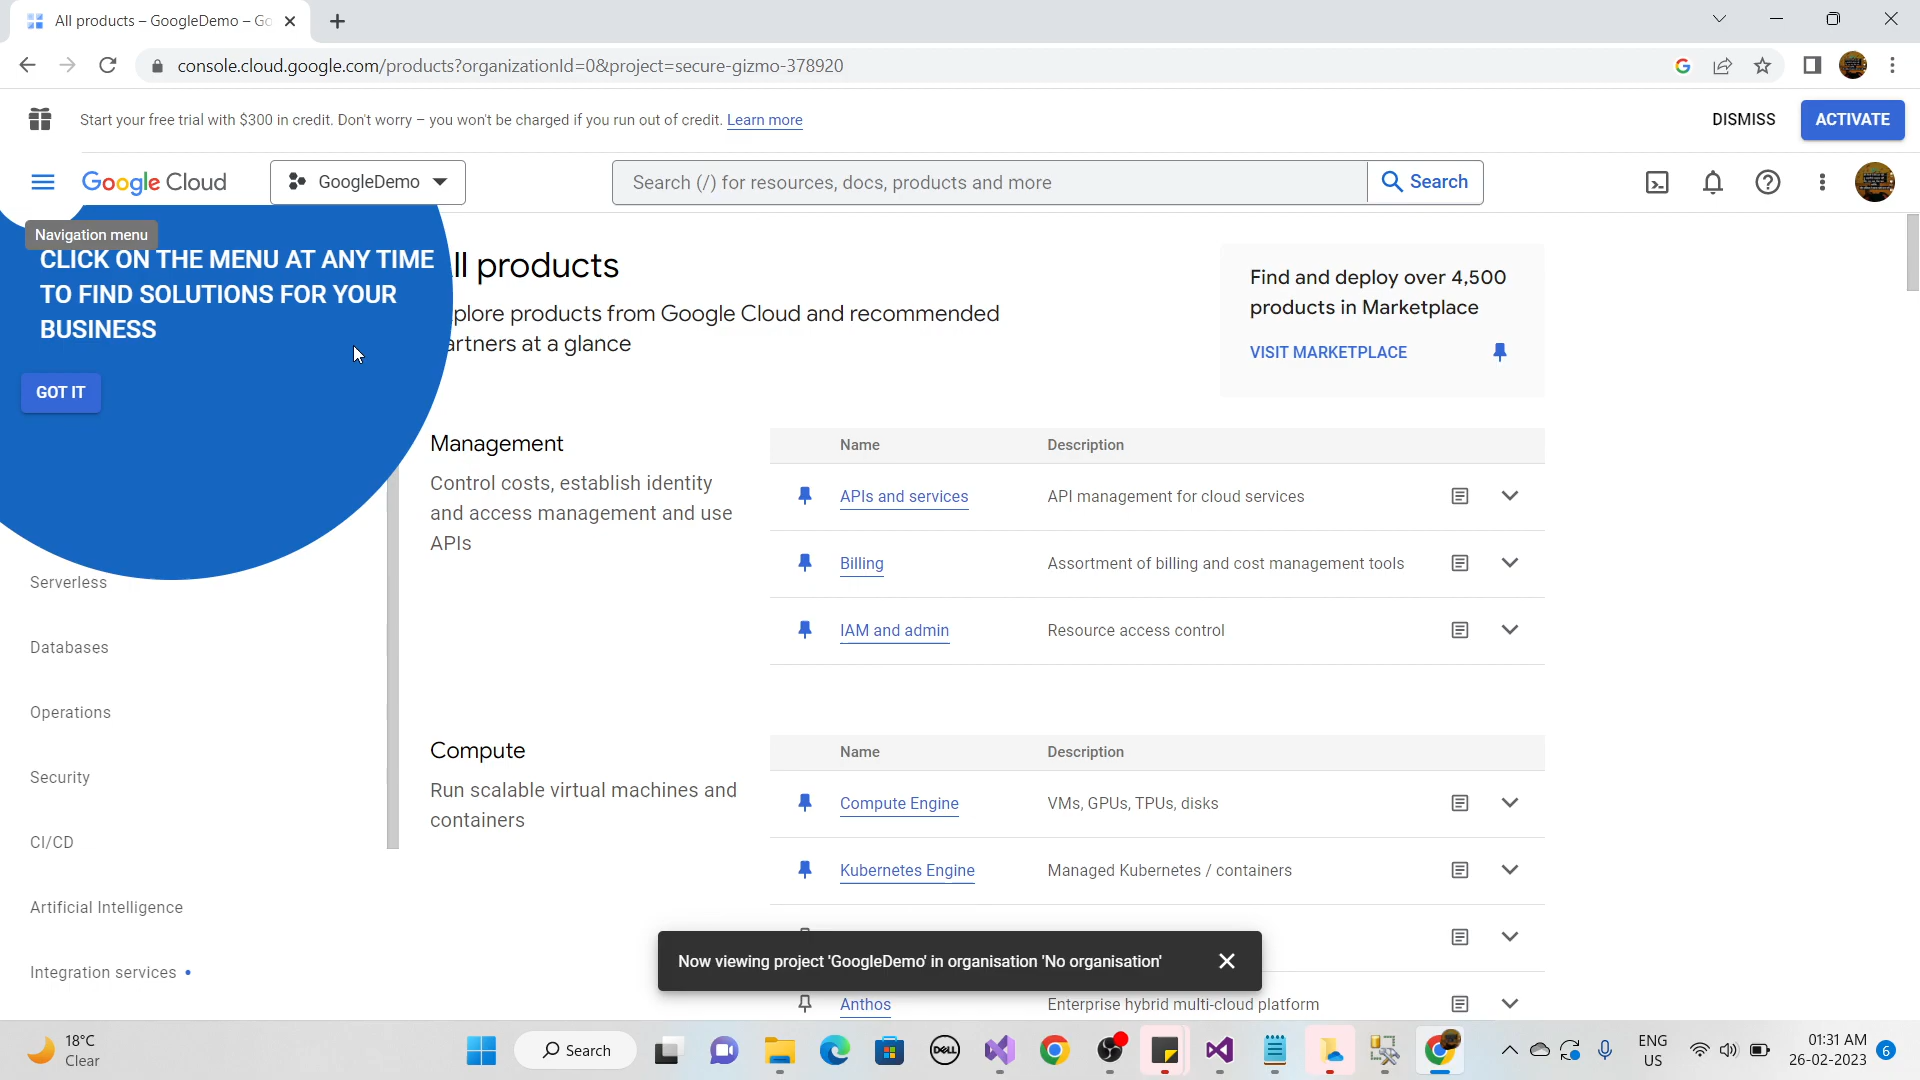 All products – GoogleDemo – Go
console.cloud.google.com/products?organizationId=0&project=secure-gizmo-378920
Start your free trial with $300 in credit. Don't worry – you won't be charged if you run out of credit. Learn more
DISMISS
ACTIVATE
Google Cloud
GoogleDemo
Search (/) for resources, docs, products and more
Search
Navigation menu
CLICK ON THE MENU AT ANY TIME
TO FIND SOLUTIONS FOR YOUR
BUSINESS
GOT IT
ll products
plore products from Google Cloud and recommended
artners at a glance
Find and deploy over 4,500
products in Marketplace
VISIT MARKETPLACE
Management
Control costs, establish identity
and access management and use
APIs
Name Description
APIs and services API management for cloud services
Billing Assortment of billing and cost management tools
IAM and admin Resource access control
Serverless
Databases
Operations
Security
CI/CD
Artificial Intelligence
Integration services
Compute
Run scalable virtual machines and
containers
Name Description
Compute Engine VMs, GPUs, TPUs, disks
Kubernetes Engine Managed Kubernetes / containers
Now viewing project 'GoogleDemo' in organisation 'No organisation'
Anthos Enterprise hybrid multi-cloud platform
18°C
Clear
Search
DELL
ENG
US
01:31 AM
26-02-2023
6